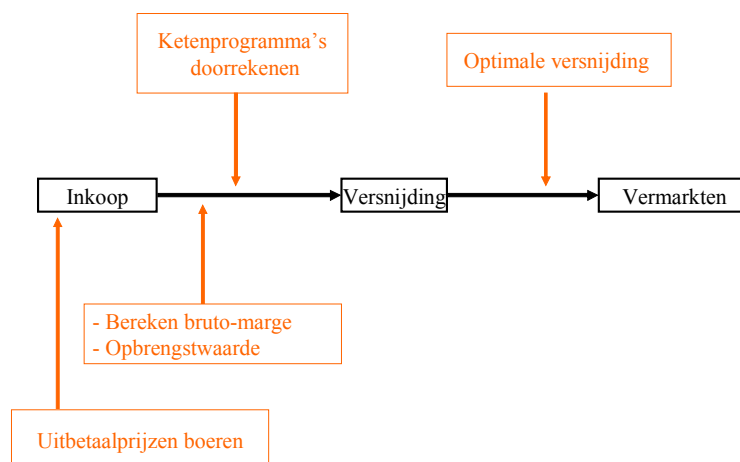 Ketenprogramma's
doorrekenen
Optimale versnijding
Inkoop
Versnijding
Vermarkten
- Bereken bruto-marge
- Opbrengstwaarde
Uitbetaalprijzen boeren